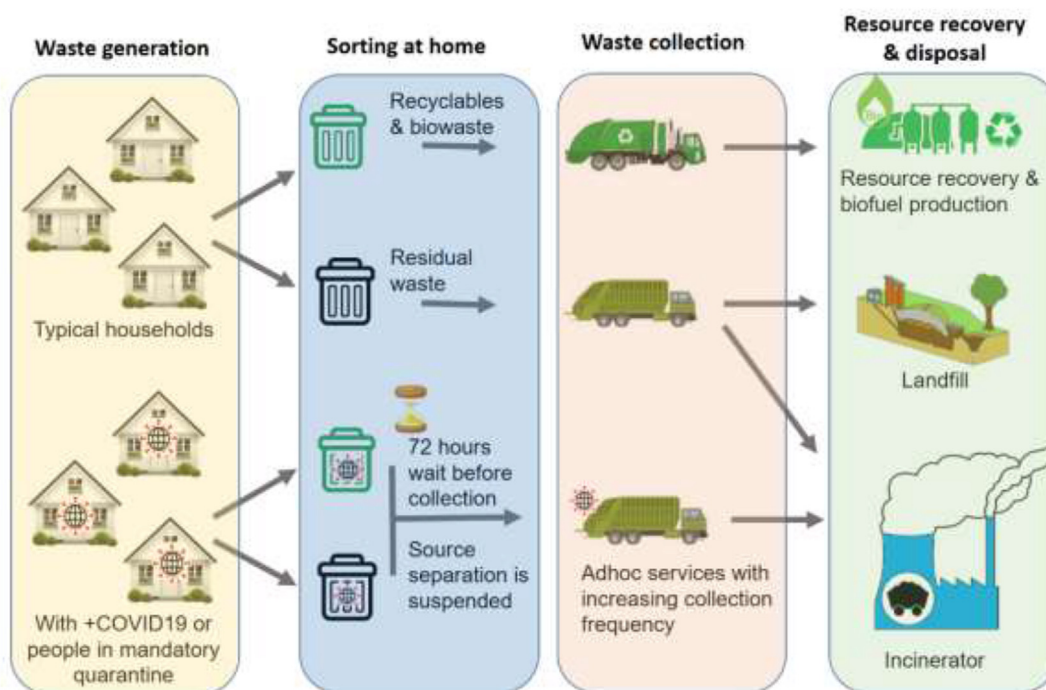 Waste generation
Sorting at home
Waste collection
Resource recovery
& disposal
Typical households
With +COVID19 or
people in mandatory
quarantine
Recyclables
& biowaste
Residual
waste
72 hours
wait before
collection
Source
separation is
suspended
Adhoc services with
increasing collection
frequency
Resource recovery &
biofuel production
Landfill
Incinerator